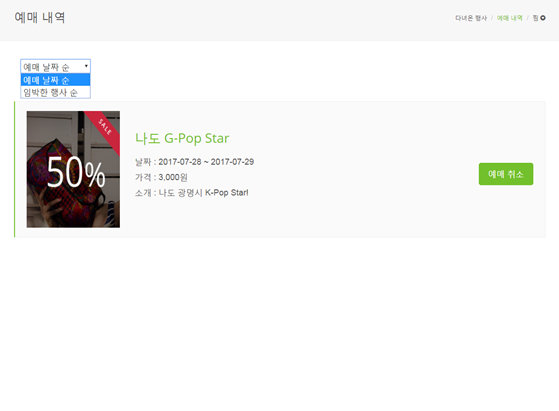 예매 내역
다녀온 행사 / 예매 내역 / 찜
예매 날짜 순
예매 날짜 순
임박한 행사 순
SALE
50%
나도 G-Pop Star
날짜 : 2017-07-28 ~ 2017-07-29
가격 : 3,000원
소개 : 나도 광명시 K-Pop Star!
예매 취소